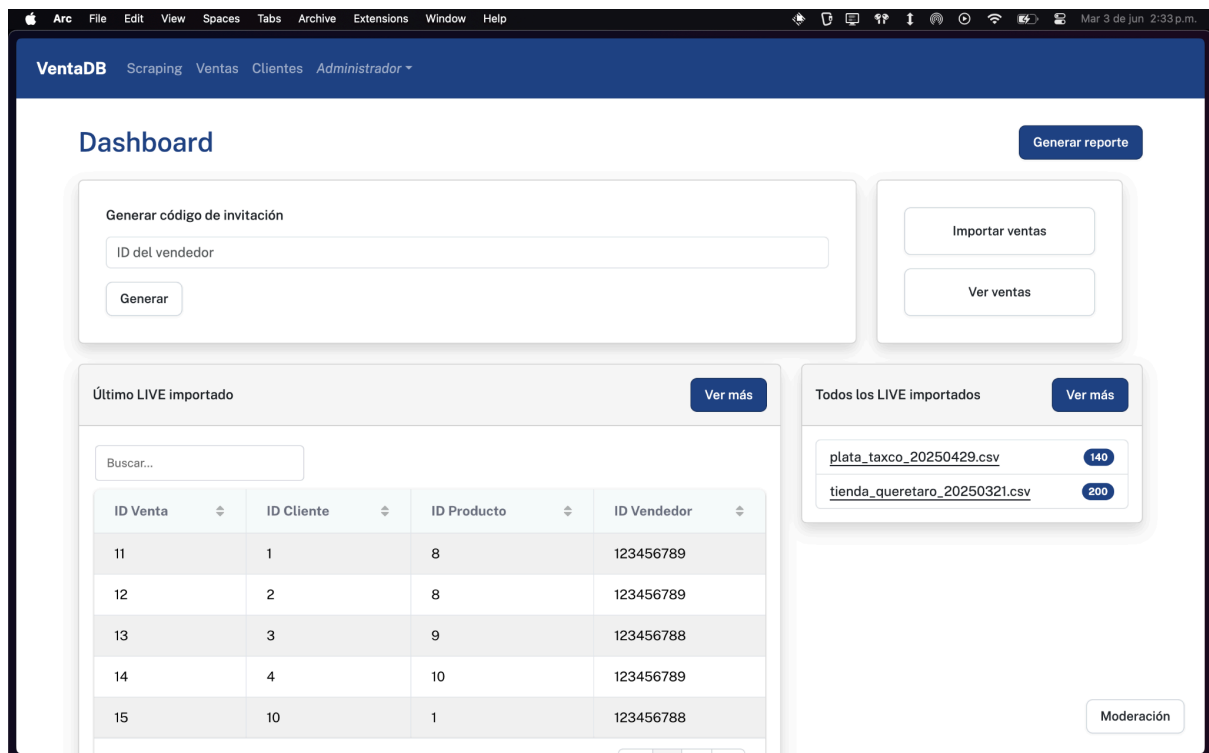 Arc File Edit View Spaces Tabs Archive Extensions Window Help Mar 3 de jun 2:33 p.m.
VentaDB Scraping Ventas Clientes Administrador
Dashboard Generar reporte
Generar código de invitación
ID del vendedor
Generar
Importar ventas
Ver ventas
Último LIVE importado Ver más
Buscar...
ID Venta ID Cliente ID Producto ID Vendedor
11 1 8 123456789
12 2 8 123456789
13 3 9 123456788
14 4 10 123456789
15 10 1 123456788
Todos los LIVE importados Ver más
plata_taxco_20250429.csv 140
tienda_queretaro_20250321.csv 200
Moderación